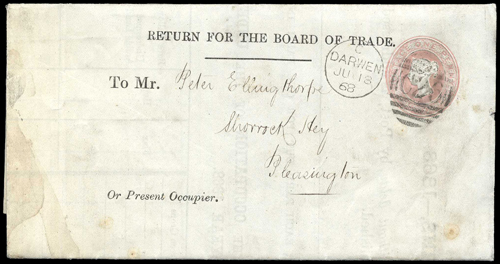 RETURN FOR THE BOARD OF TRADE.
C
DARWEN
JU 18
68
To Mr. Peter Ellingthorpe
Shorrock Hey
Pleasington
Or Present Occupier.